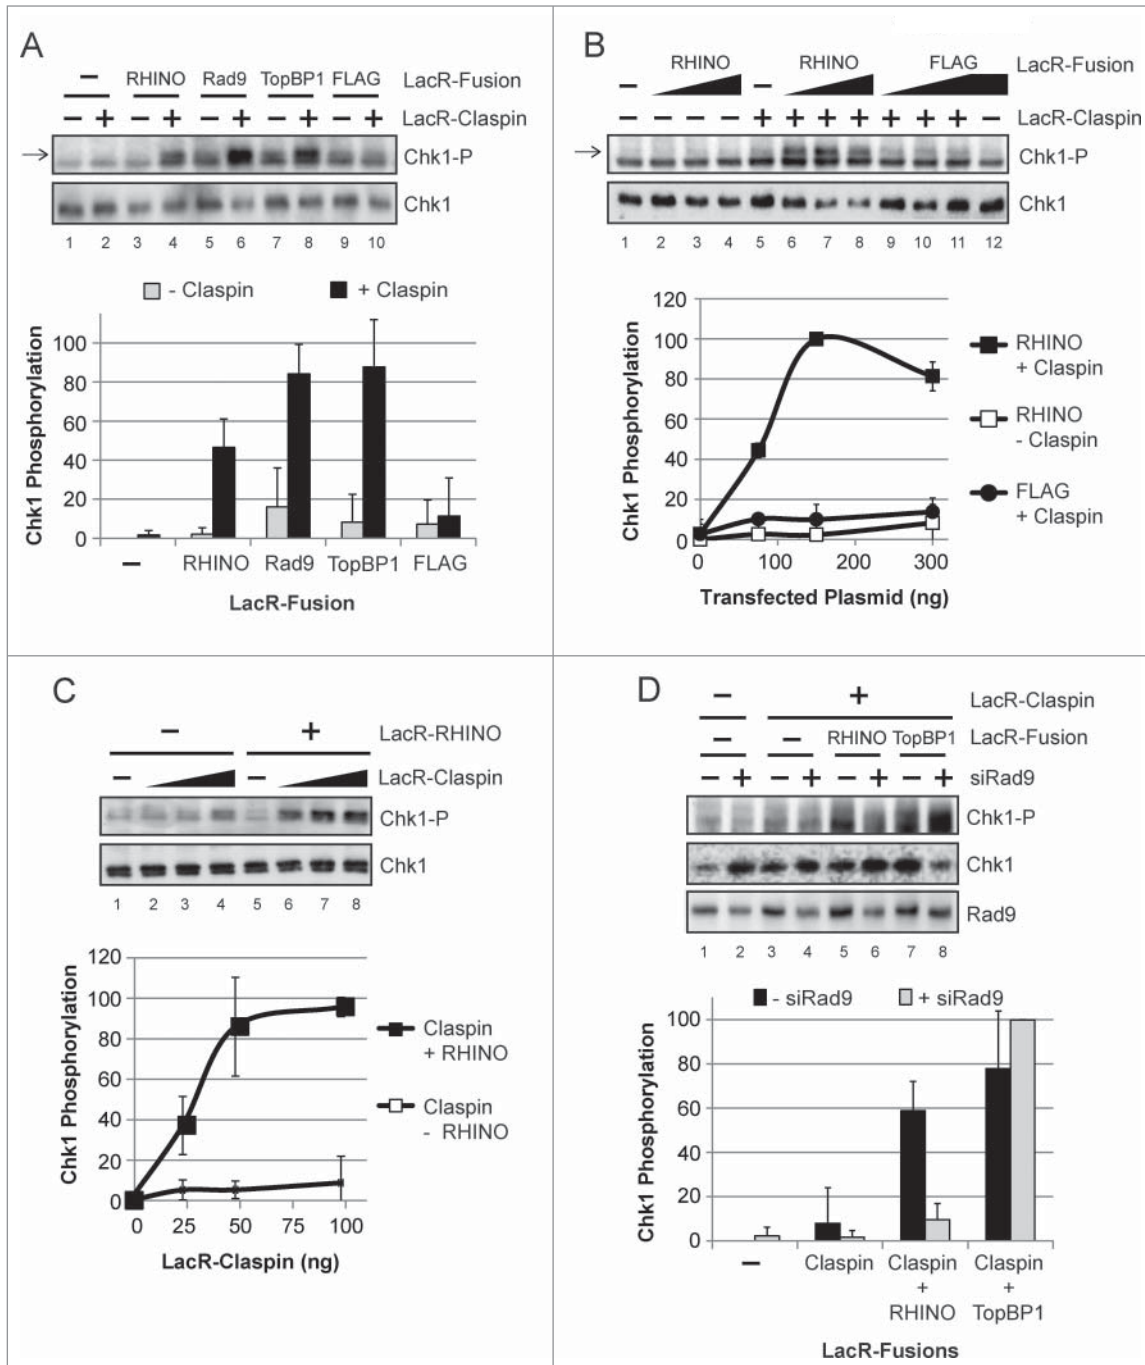 A
− RHINO Rad9 TopBP1 FLAG LacR-Fusion
− + − + − + − + − + LacR-Claspin
→ Chk1-P
Chk1
1 2 3 4 5 6 7 8 9 10
- Claspin + Claspin
Chk1 Phosphorylation
100
80
60
40
20
0
− RHINO Rad9 TopBP1 FLAG
LacR-Fusion
B
− RHINO − RHINO FLAG LacR-Fusion
− + + + + + + + − LacR-Claspin
→ Chk1-P
Chk1
1 2 3 4 5 6 7 8 9 10 11 12
Chk1 Phosphorylation
120
100
80
60
40
20
0
0 100 200 300
Transfected Plasmid (ng)
RHINO
+ Claspin
RHINO
- Claspin
FLAG
+ Claspin
C
− + LacR-RHINO
− − LacR-Claspin
Chk1-P
Chk1
1 2 3 4 5 6 7 8
Chk1 Phosphorylation
120
100
80
60
40
20
0
0 25 50 75 100
LacR-Claspin (ng)
Claspin
+ RHINO
Claspin
- RHINO
D
− + LacR-Claspin
− − RHINO TopBP1 LacR-Fusion
− + − + − + − + siRad9
Chk1-P
Chk1
Rad9
1 2 3 4 5 6 7 8
- siRad9 + siRad9
Chk1 Phosphorylation
100
80
60
40
20
0
− Claspin Claspin Claspin
+ +
RHINO TopBP1
LacR-Fusions